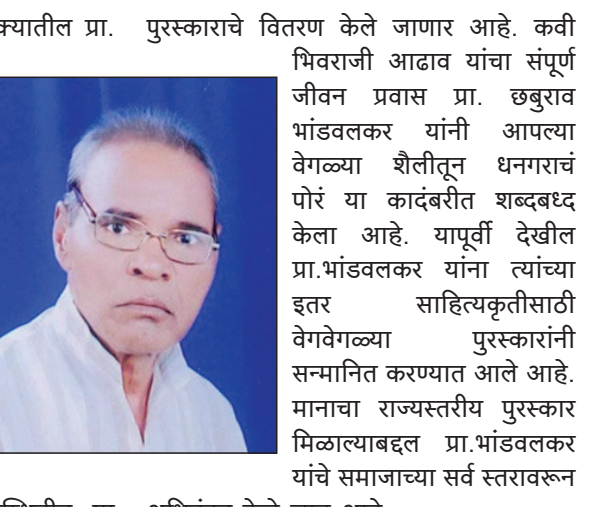 प्रा. पुरस्काराचे वितरण केले जाणार आहे. कवी
भिवराजी आढाव यांचा संपूर्ण
जीवन प्रवास प्रा. छबुराव
भांडवलकर यांनी आपल्या
वेगळ्या शैलीतून धनगराचं
पोरं या कादंबरीत शब्दबध्द
केला आहे. यापूर्वी देखील
प्रा.भांडवलकर यांना त्यांच्या
इतर साहित्यकृतीसाठी
वेगवेगळ्या पुरस्कारांनी
सन्मानित करण्यात आले आहे.
मानाचा राज्यस्तरीय पुरस्कार
मिळाल्याबद्दल प्रा.भांडवलकर
यांचे समाजाच्या सर्व स्तरावरून